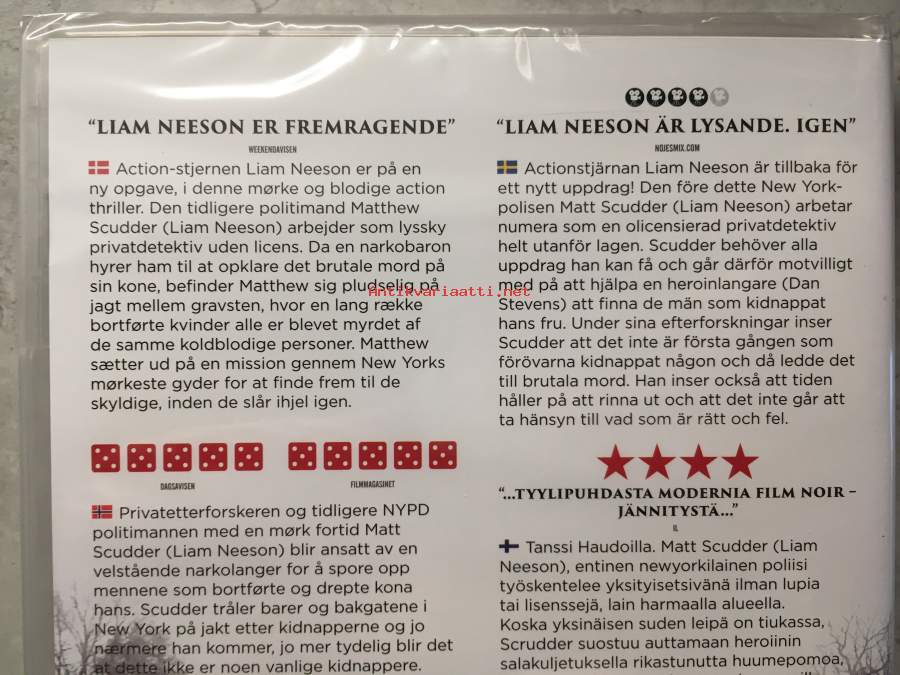 “LIAM NEESON ER FREMRAGENDE”
WEEKENDAVISEN
Action-stjernen Liam Neeson er på en
ny opgave, i denne mørke og blodige action
thriller. Den tidligere politimand Matthew
Scudder (Liam Neeson) arbejder som lyssky
privatdetektiv uden licens. Da en narkobaron
hyrer ham til at opklare det brutale mord på
sin kone, befinder Matthew sig pludselig på
jagt mellem gravsten, hvor en lang række
bortførte kvinder alle er blevet myrdet af
de samme koldblodige personer. Matthew
sætter ud på en mission gennem New Yorks
mørkeste gyder for at finde frem til de
skyldige, inden de slår ihjel igen.
DAGSAVISEN
FILMMAGASINET
Privatetterforskeren og tidligere NYPD
politimannen med en mørk fortid Matt
Scudder (Liam Neeson) blir ansatt av en
velstående narkolanger for å spore opp
mennene som bortførte og drepte kona
hans. Scudder tråler barer og bakgatene i
New York på jakt etter kidnapperne og jo
nærmere han kommer, jo mer tydelig blir det
at dette ikke er noen vanlige kidnappere.
“LIAM NEESON ÄR LYSANDE. IGEN”
NOJESMIX.COM
Actionstjärnan Liam Neeson är tillbaka för
ett nytt uppdrag! Den före dette New York-
polisen Matt Scudder (Liam Neeson) arbetar
numera som en olicensierad privatdetektiv
helt utanför lagen. Scudder behöver alla
uppdrag han kan få och går därför motvilligt
med på att hjälpa en heroinlangare (Dan
Stevens) att finna de män som kidnappat
hans fru. Under sina efterforskningar inser
Scudder att det inte är första gången som
förövarna kidnappat någon och då ledde det
till brutala mord. Han inser också att tiden
håller på att rinna ut och att det inte går att
ta hänsyn till vad som är rätt och fel.
“...TYYLIPUHDASTA MODERNIA FILM NOIR –
JÄNNITYSTÄ...”
IL
Tanssi Haudoilla. Matt Scudder (Liam
Neeson), entinen newyorkilainen poliisi
työskentelee yksityisetsivänä ilman lupia
tai lisenssejä, lain harmaalla alueella.
Koska yksinäisen suden leipä on tiukassa,
Scrudder suostuu auttamaan heroiinin
salakuljetuksella rikastunutta huumepomoa,
Antikvariaatti.net